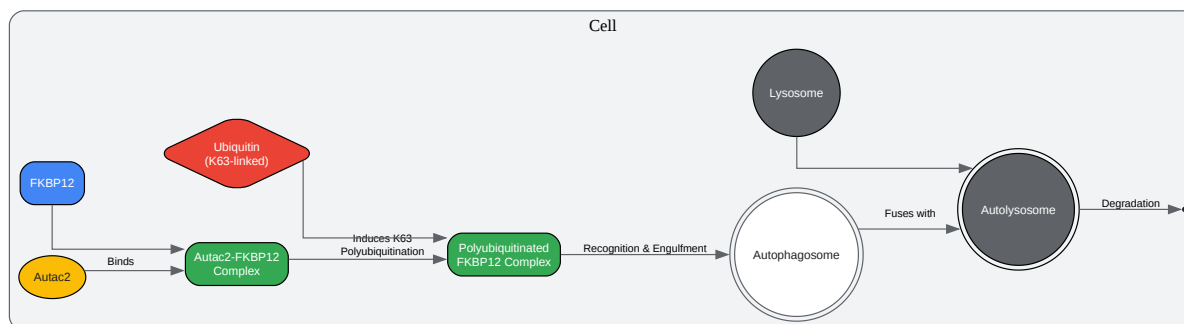 Cell
Lysosome
Ubiquitin
(K63-linked)
FKBP12
Autac2
Binds
Autac2-FKBP12
Complex
Induces K63
Polyubiquitination
Polyubiquitinated
FKBP12 Complex
Recognition & Engulfment
Autophagosome
Fuses with
Autolysosome
Degradation